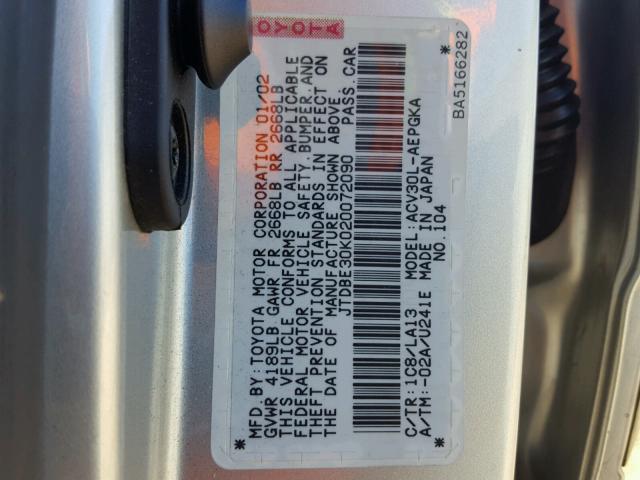 TOYOTA
MFD. BY: TOYOTA MOTOR CORPORATION 01/02
GVWR 4189LB GAWR FR 2668LB RR 2668LB
THIS VEHICLE CONFORMS TO ALL APPLICABLE
FEDERAL MOTOR VEHICLE SAFETY, BUMPER, AND
THEFT PREVENTION STANDARDS IN EFFECT ON
THE DATE OF MANUFACTURE SHOWN ABOVE.
JTDBE30K020072090 PASS. CAR
C/TR: 1C8/LA13 MODEL: ACV30L-AEPGKA
A/TM: -02A/U241E MADE IN JAPAN
NO. 104
* BA5166282 *